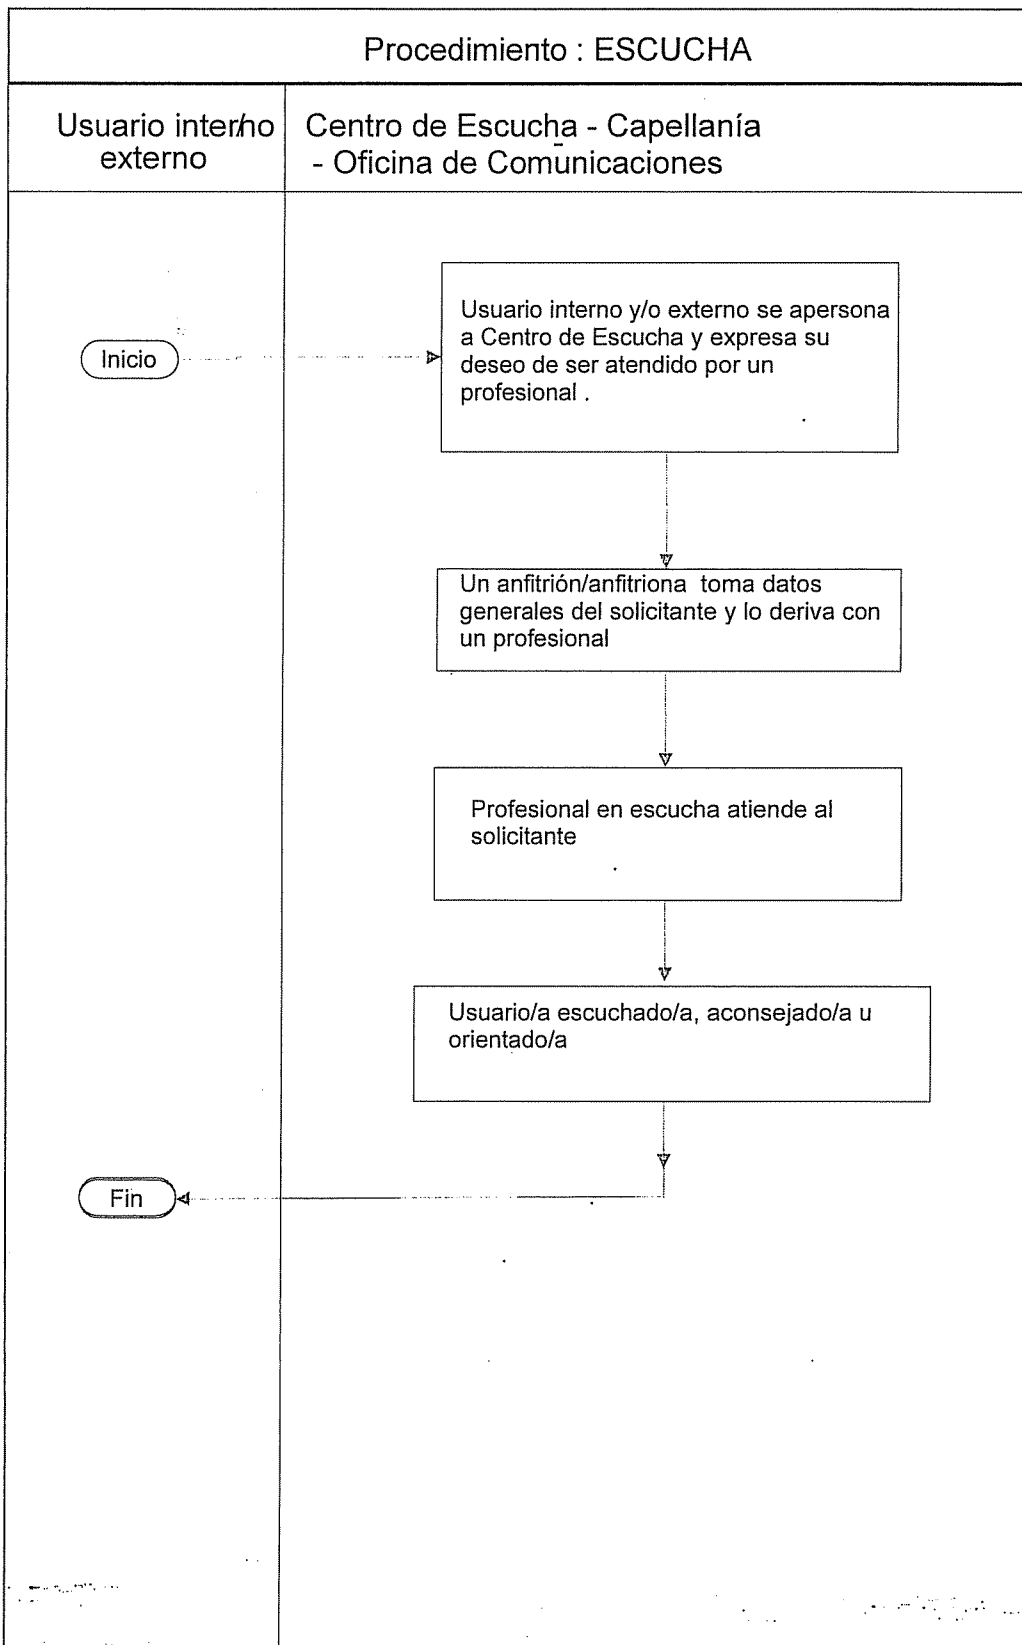 Procedimiento : ESCUCHA
Usuario inter/no
externo
Centro de Escucha - Capellanía
- Oficina de Comunicaciones
Inicio
Usuario interno y/o externo se apersona
a Centro de Escucha y expresa su
deseo de ser atendido por un
profesional .
Un anfitrión/anfitriona toma datos
generales del solicitante y lo deriva con
un profesional
Profesional en escucha atiende al
solicitante
Usuario/a escuchado/a, aconsejado/a u
orientado/a
Fin